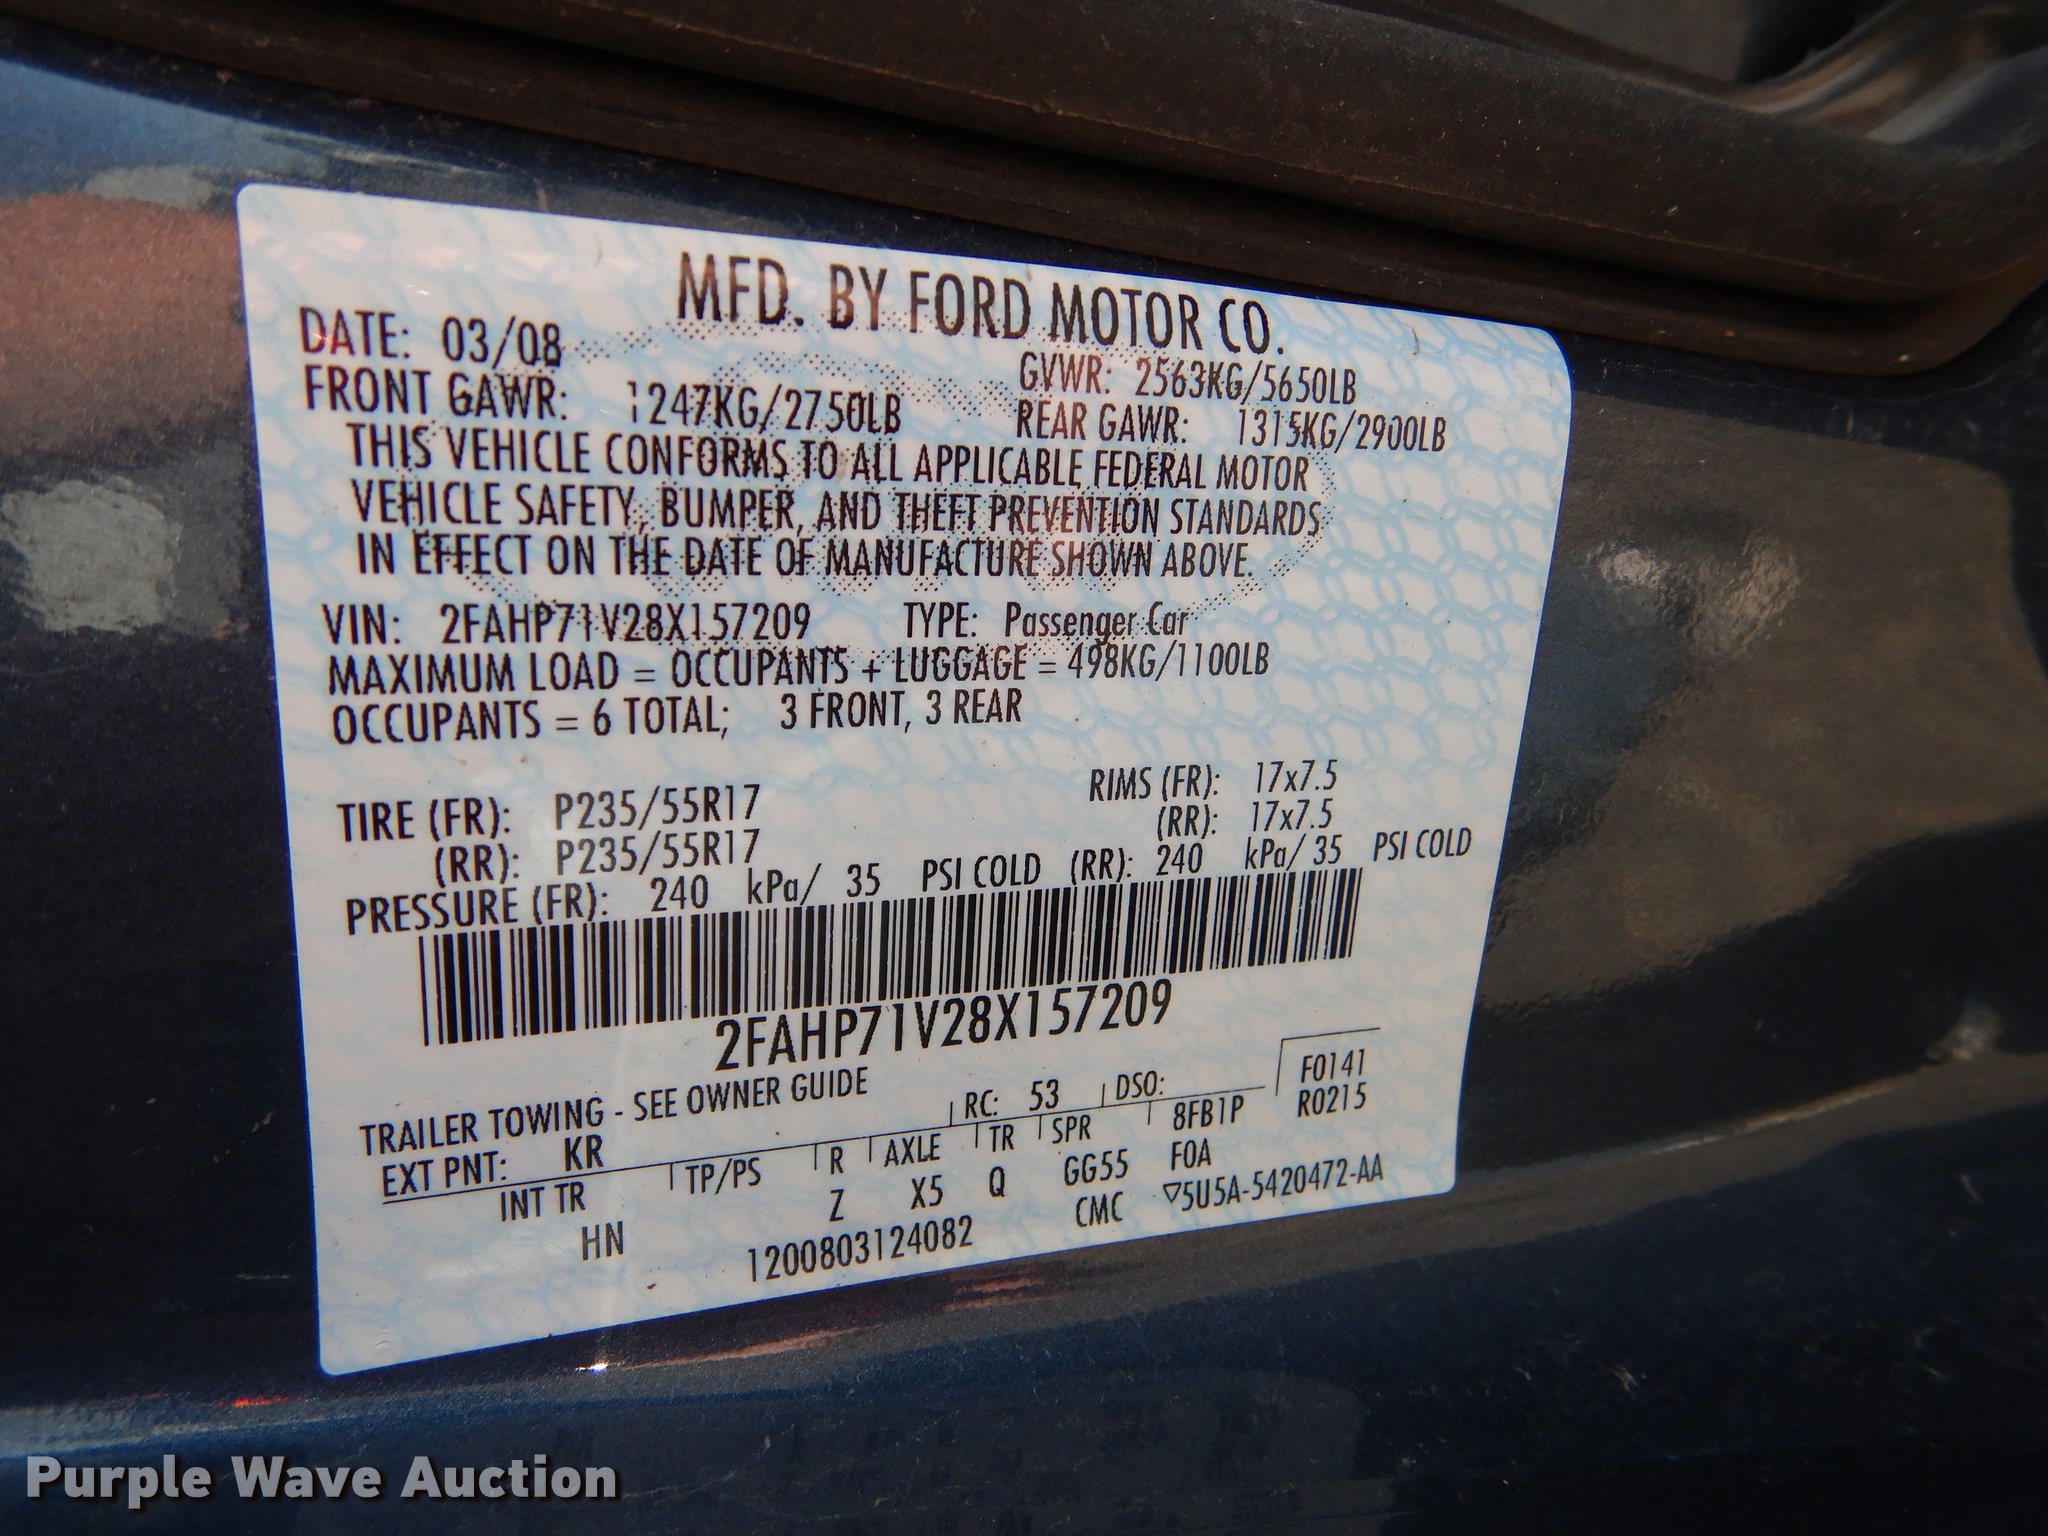 MFD. BY FORD MOTOR CO.
DATE: 03/08
GVWR: 2563KG/5650LB
FRONT GAWR: 1247KG/2750LB
REAR GAWR: 1315KG/2900LB
THIS VEHICLE CONFORMS TO ALL APPLICABLE FEDERAL MOTOR
VEHICLE SAFETY, BUMPER, AND THEFT PREVENTION STANDARDS
IN EFFECT ON THE DATE OF MANUFACTURE SHOWN ABOVE.
VIN: 2FAHP71V28X157209 TYPE: Passenger Car
MAXIMUM LOAD = OCCUPANTS + LUGGAGE = 498KG/1100LB
OCCUPANTS = 6 TOTAL; 3 FRONT, 3 REAR
TIRE (FR): P235/55R17 RIMS (FR): 17x7.5
(RR): P235/55R17 (RR): 17x7.5
PRESSURE (FR): 240 kPa/ 35 PSI COLD (RR): 240 kPa/ 35 PSI COLD
2FAHP71V28X157209
TRAILER TOWING - SEE OWNER GUIDE
F0141
EXT PNT: KR RC: 53 DSO: R0215
INT TR TP/PS R AXLE TR SPR 8FB1P
HN Z X5 Q GG55 FOA
1200803124082 CMC ▽5U5A-5420472-AA
Purple Wave Auction